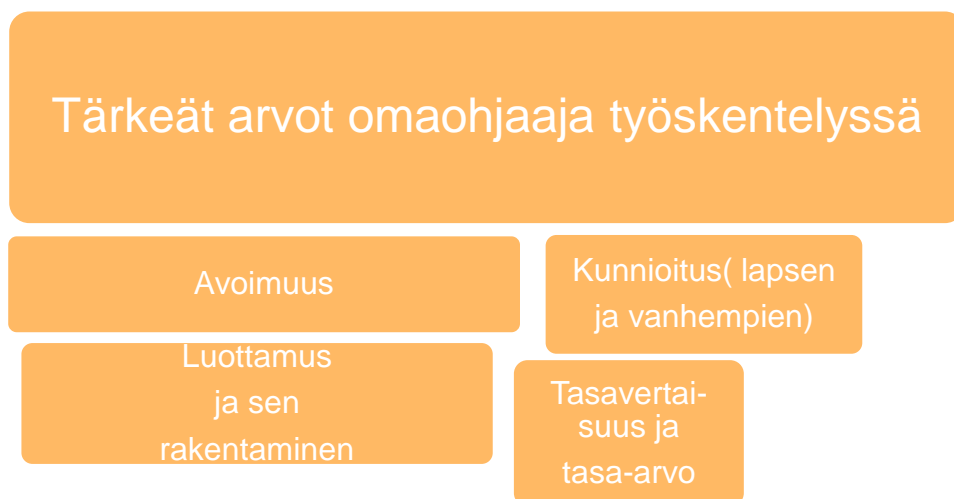 Tärkeät arvot omaohjaaja työskentelyssä
Avoimuus
Kunnioitus( lapsen
ja vanhempien)
Luottamus
ja sen
rakentaminen
Tasavertai-
suus ja
tasa-arvo